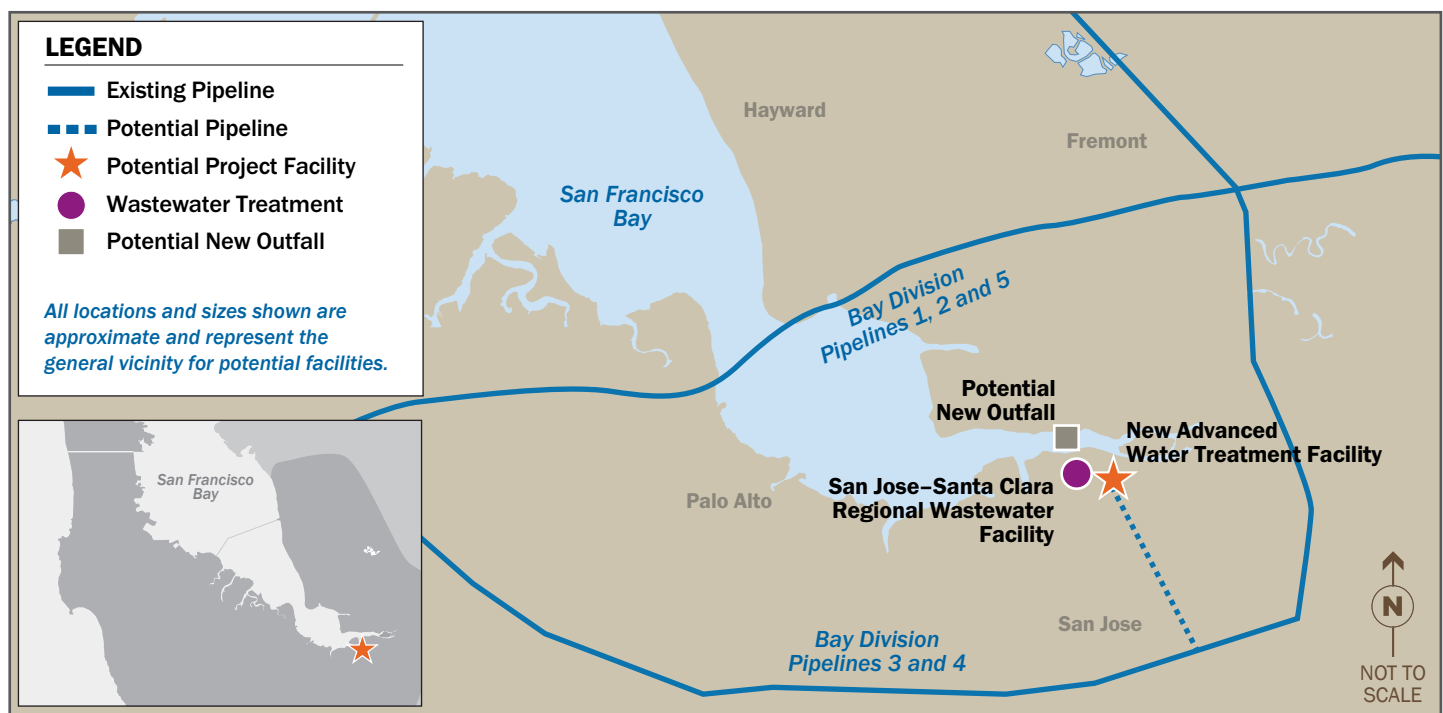 LEGEND
Existing Pipeline
Potential Pipeline
Potential Project Facility
Wastewater Treatment
Potential New Outfall
All locations and sizes shown are
approximate and represent the
general vicinity for potential facilities.
San Francisco
Bay
Hayward
Fremont
San Francisco
Bay
Bay Division
Pipelines 1, 2 and 5
Potential
New Outfall
New Advanced
Water Treatment Facility
San Jose–Santa Clara
Regional Wastewater
Facility
Palo Alto
San Jose
Bay Division
Pipelines 3 and 4
N
NOT TO
SCALE